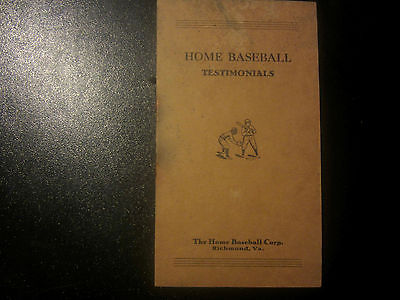 HOME BASEBALL
TESTIMONIALS
The Home Baseball Corp.
Richmond, Va.